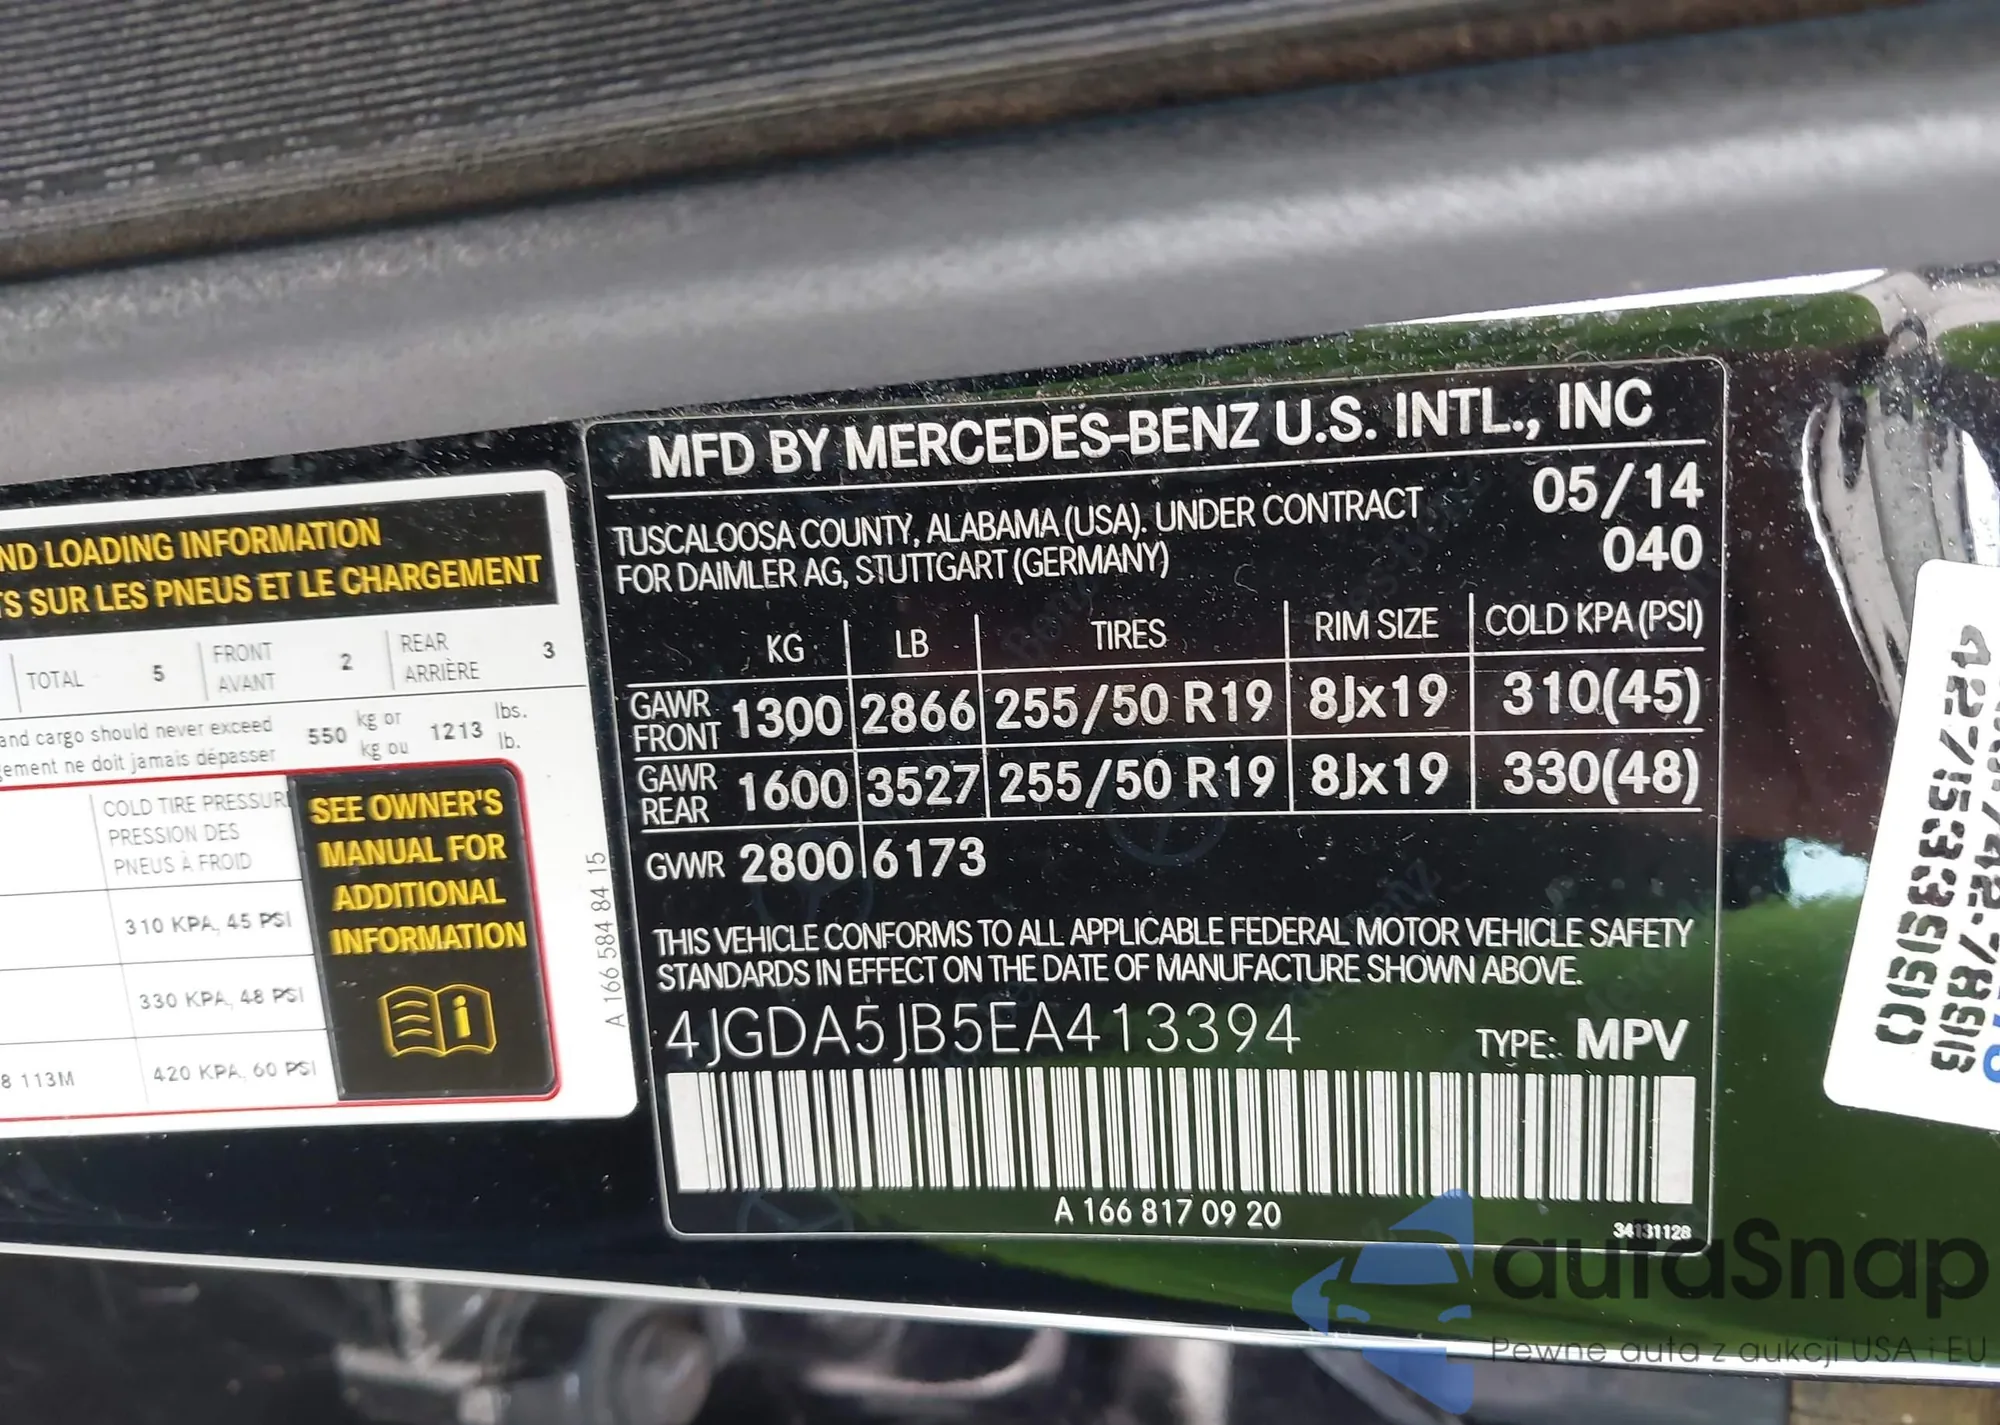 ND LOADING INFORMATION
TS SUR LES PNEUS ET LE CHARGEMENT
TOTAL 5 FRONT AVANT 2 REAR ARRIÈRE 3
and cargo should never exceed 550 kg or 1213 lbs.
gement ne doit jamais dépasser kg ou lb.
COLD TIRE PRESSUR
PRESSION DES
PNEUS À FROID
310 KPA, 45 PSI
330 KPA, 48 PSI
8 113M 420 KPA, 60 PSI
SEE OWNER'S
MANUAL FOR
ADDITIONAL
INFORMATION
A 166 584 84 15
MFD BY MERCEDES-BENZ U.S. INTL., INC
TUSCALOOSA COUNTY, ALABAMA (USA). UNDER CONTRACT
FOR DAIMLER AG, STUTTGART (GERMANY)
05/14
040
KG LB TIRES RIM SIZE COLD KPA (PSI)
GAWR FRONT 1300 2866 255/50 R19 8Jx19 310(45)
GAWR REAR 1600 3527 255/50 R19 8Jx19 330(48)
GVWR 2800 6173
THIS VEHICLE CONFORMS TO ALL APPLICABLE FEDERAL MOTOR VEHICLE SAFETY
STANDARDS IN EFFECT ON THE DATE OF MANUFACTURE SHOWN ABOVE.
4JGDA5JB5EA413394 TYPE: MPV
A 166 817 09 20
34131128
autaSnap
Pewne auta z aukcji USA i EU